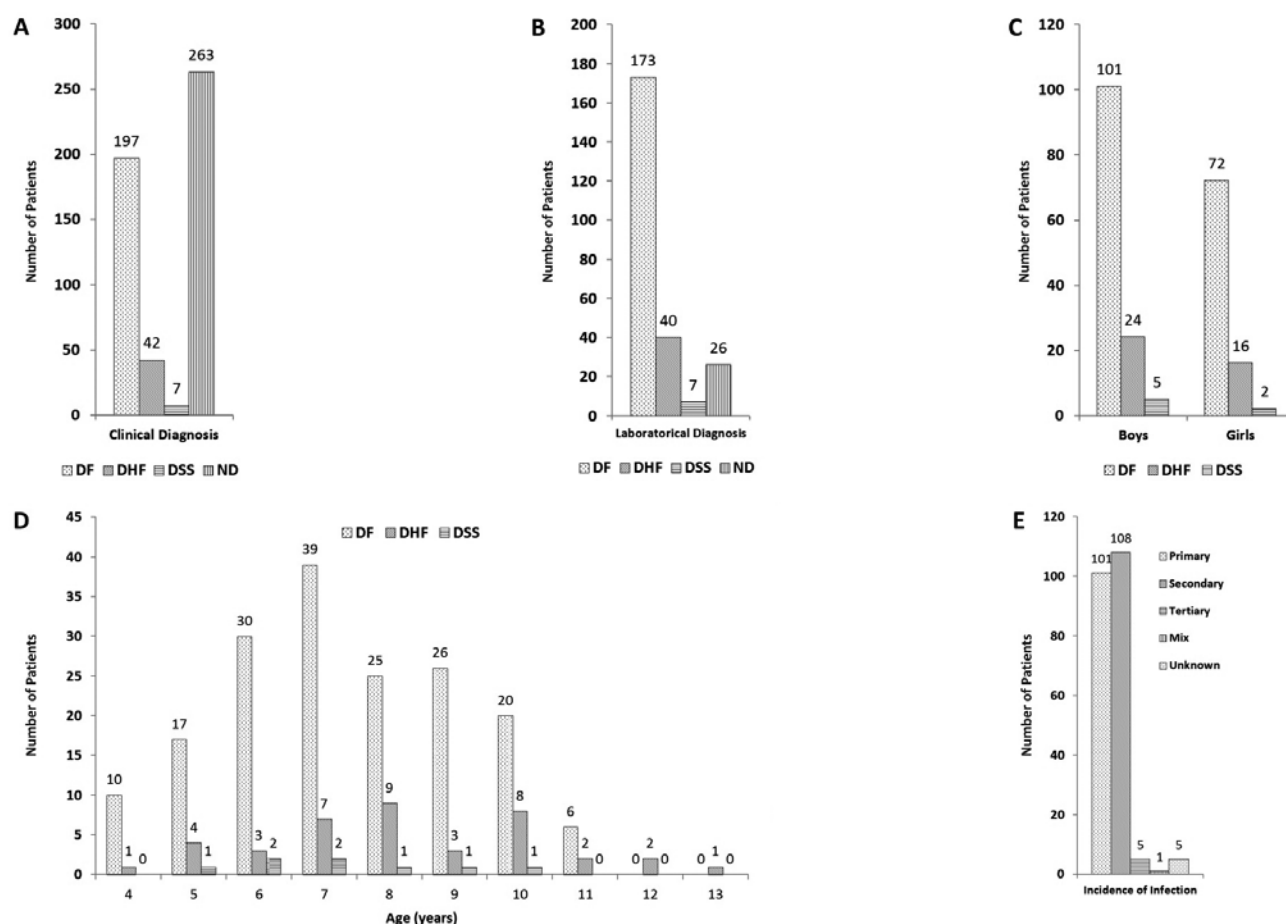 A
Number of Patients
300
250
200
150
100
50
0
197
42
7
263
Clinical Diagnosis
DF DHF DSS ND
B
Number of Patients
200
180
160
140
120
100
80
60
40
20
0
173
40
7
26
Laboratorical Diagnosis
DF DHF DSS ND
C
Number of Patients
120
100
80
60
40
20
0
101
24
5
72
16
2
Boys Girls
DF DHF DSS
D
Number of Patients
45
40
35
30
25
20
15
10
5
0
DF DHF DSS
10 1 0
17 4 1
30 3 2
39 7 2
25 9 1
26 3 1
20 8 1
6 2 0
0 2 0
0 1 0
4 5 6 7 8 9 10 11 12 13
Age (years)
E
Number of Patients
120
100
80
60
40
20
0
101
108
5
1
5
Primary
Secondary
Tertiary
Mix
Unknown
Incidence of Infection